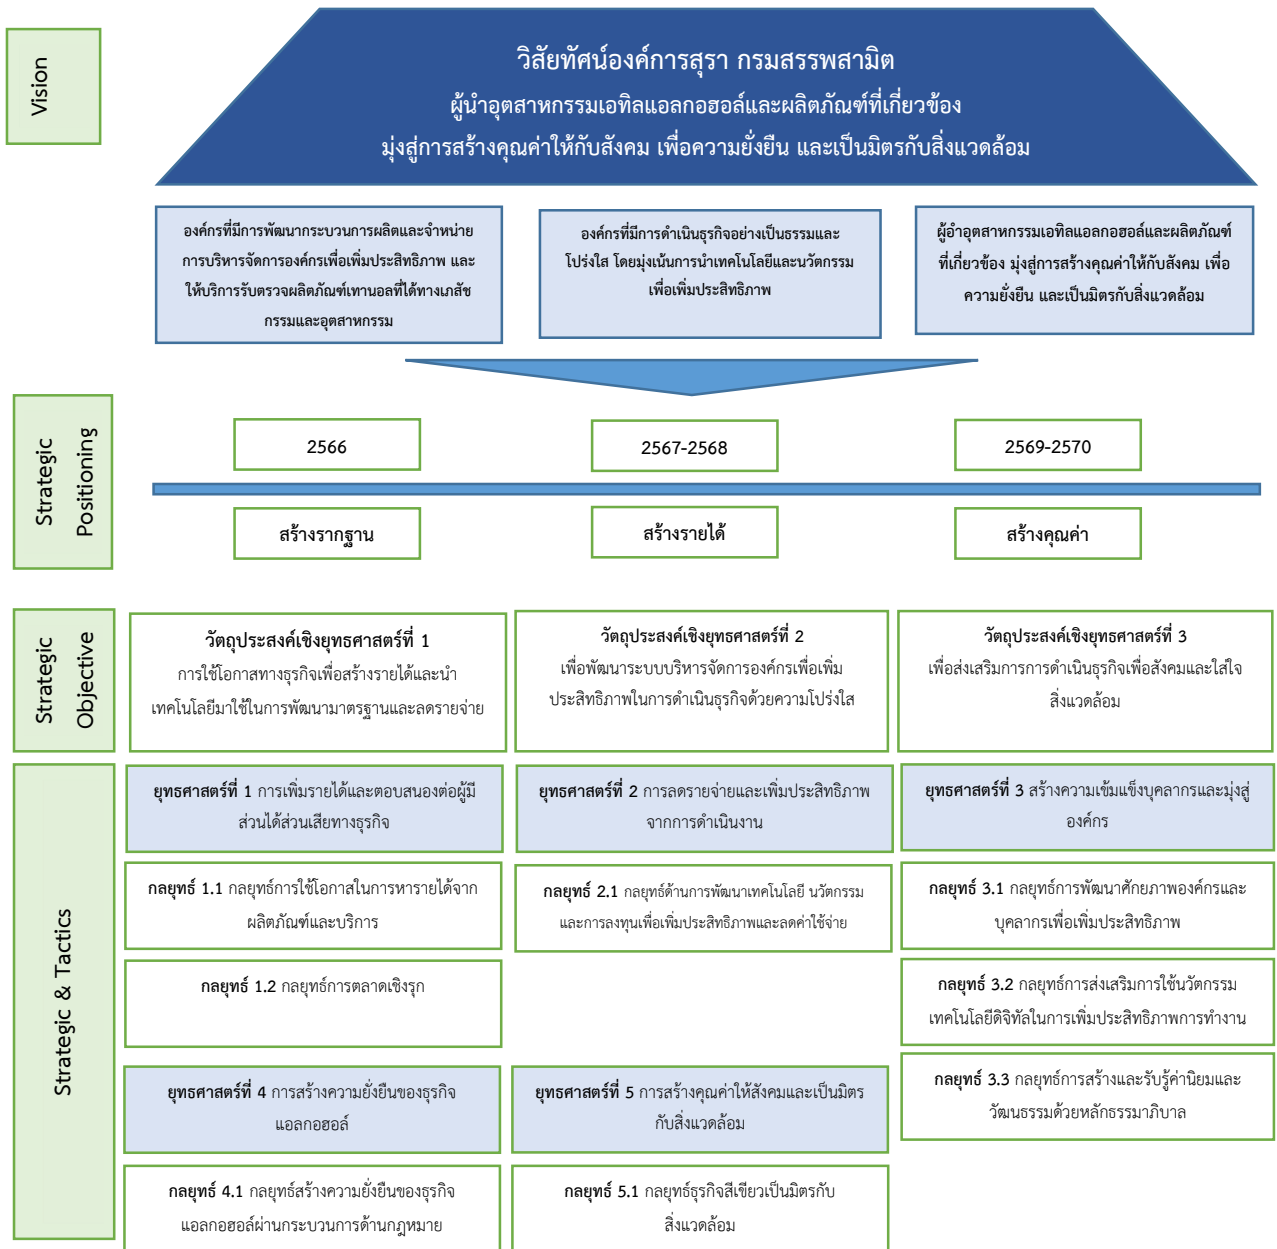 Vision
วิสัยทัศน์องค์การสุรา กรมสรรพสามิต
ผู้นำอุตสาหกรรมเอทิลแอลกอฮอล์และผลิตภัณฑ์ที่เกี่ยวข้อง
มุ่งสู่การสร้างคุณค่าให้กับสังคม เพื่อความยั่งยืน และเป็นมิตรกับสิ่งแวดล้อม
องค์กรที่มีการพัฒนากระบวนการผลิตและจำหน่าย
การบริหารจัดการองค์กรเพื่อเพิ่มประสิทธิภาพ และ
ให้บริการรับตรวจผลิตภัณฑ์เทานอลที่ได้ทางเภสัช
กรรมและอุตสาหกรรม
องค์กรที่มีการดำเนินธุรกิจอย่างเป็นธรรมและ
โปร่งใส โดยมุ่งเน้นการนำเทคโนโลยีและนวัตกรรม
เพื่อเพิ่มประสิทธิภาพ
ผู้อำอุตสาหกรรมเอทิลแอลกอฮอล์และผลิตภัณฑ์
ที่เกี่ยวข้อง มุ่งสู่การสร้างคุณค่าให้กับสังคม เพื่อ
ความยั่งยืน และเป็นมิตรกับสิ่งแวดล้อม
Strategic
Positioning
2566
2567-2568
2569-2570
สร้างรากฐาน
สร้างรายได้
สร้างคุณค่า
Strategic
Objective
วัตถุประสงค์เชิงยุทธศาสตร์ที่ 1
การใช้โอกาสทางธุรกิจเพื่อสร้างรายได้และนำ
เทคโนโลยีมาใช้ในการพัฒนามาตรฐานและลดรายจ่าย
วัตถุประสงค์เชิงยุทธศาสตร์ที่ 2
เพื่อพัฒนาระบบบริหารจัดการองค์กรเพื่อเพิ่ม
ประสิทธิภาพในการดำเนินธุรกิจด้วยความโปร่งใส
วัตถุประสงค์เชิงยุทธศาสตร์ที่ 3
เพื่อส่งเสริมการการดำเนินธุรกิจเพื่อสังคมและใส่ใจ
สิ่งแวดล้อม
Strategic & Tactics
ยุทธศาสตร์ที่ 1 การเพิ่มรายได้และตอบสนองต่อผู้มี
ส่วนได้ส่วนเสียทางธุรกิจ
ยุทธศาสตร์ที่ 2 การลดรายจ่ายและเพิ่มประสิทธิภาพ
จากการดำเนินงาน
ยุทธศาสตร์ที่ 3 สร้างความเข้มแข็งบุคลากรและมุ่งสู่
องค์กร
กลยุทธ์ 1.1 กลยุทธ์การใช้โอกาสในการหารายได้จาก
ผลิตภัณฑ์และบริการ
กลยุทธ์ 2.1 กลยุทธ์ด้านการพัฒนาเทคโนโลยี นวัตกรรม
และการลงทุนเพื่อเพิ่มประสิทธิภาพและลดค่าใช้จ่าย
กลยุทธ์ 3.1 กลยุทธ์การพัฒนาศักยภาพองค์กรและ
บุคลากรเพื่อเพิ่มประสิทธิภาพ
กลยุทธ์ 1.2 กลยุทธ์การตลาดเชิงรุก
กลยุทธ์ 3.2 กลยุทธ์การส่งเสริมการใช้นวัตกรรม
เทคโนโลยีดิจิทัลในการเพิ่มประสิทธิภาพการทำงาน
ยุทธศาสตร์ที่ 4 การสร้างความยั่งยืนของธุรกิจ
แอลกอฮอล์
ยุทธศาสตร์ที่ 5 การสร้างคุณค่าให้สังคมและเป็นมิตร
กับสิ่งแวดล้อม
กลยุทธ์ 3.3 กลยุทธ์การสร้างและรับรู้ค่านิยมและ
วัฒนธรรมด้วยหลักธรรมาภิบาล
กลยุทธ์ 4.1 กลยุทธ์สร้างความยั่งยืนของธุรกิจ
แอลกอฮอล์ผ่านกระบวนการด้านกฎหมาย
กลยุทธ์ 5.1 กลยุทธ์ธุรกิจสีเขียวเป็นมิตรกับ
สิ่งแวดล้อม